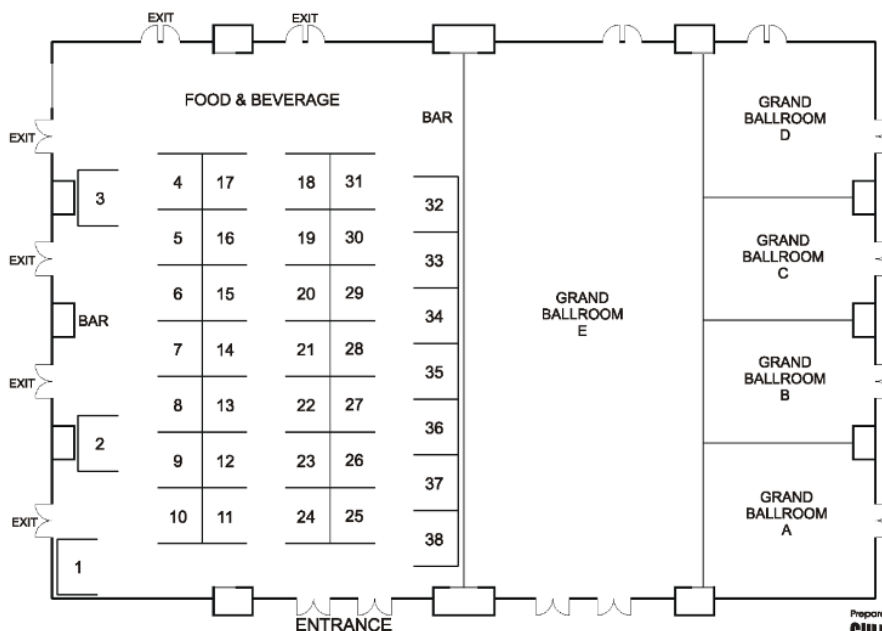 EXIT EXIT
FOOD & BEVERAGE
BAR
GRAND
BALLROOM
D
EXIT
3 4 17 18 31 32
5 16 19 30 33
GRAND
BALLROOM
C
EXIT
6 15 20 29 34
GRAND
BALLROOM
E
BAR
7 14 21 28 35
GRAND
BALLROOM
B
EXIT
8 13 22 27 36
2 9 12 23 26 37
GRAND
BALLROOM
A
EXIT
10 11 24 25 38
1
ENTRANCE